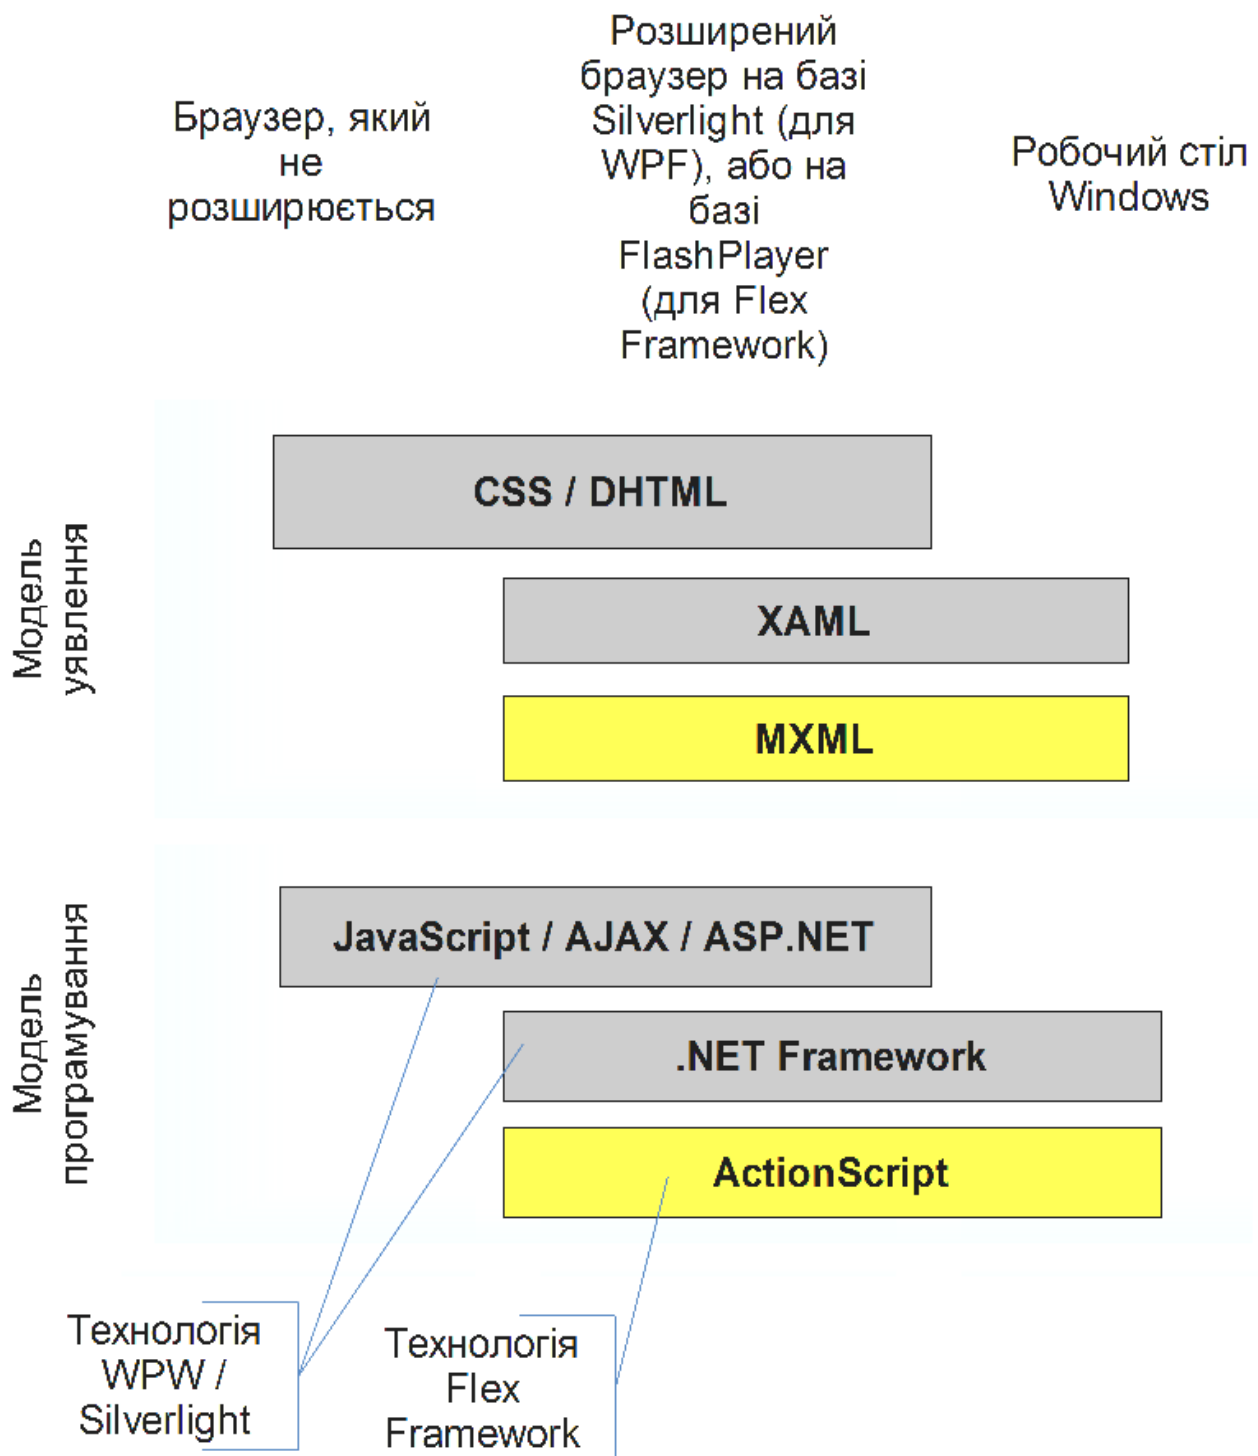 Браузер, який
не
розширюється
Розширений
браузер на базі
Silverlight (для
WPF), або на
базі
FlashPlayer
(для Flex
Framework)
Робочий стіл
Windows
Модель
уявлення
CSS / DHTML
XAML
MXML
Модель
програмування
JavaScript / AJAX / ASP.NET
.NET Framework
ActionScript
Технологія
WPW /
Silverlight
Технологія
Flex
Framework